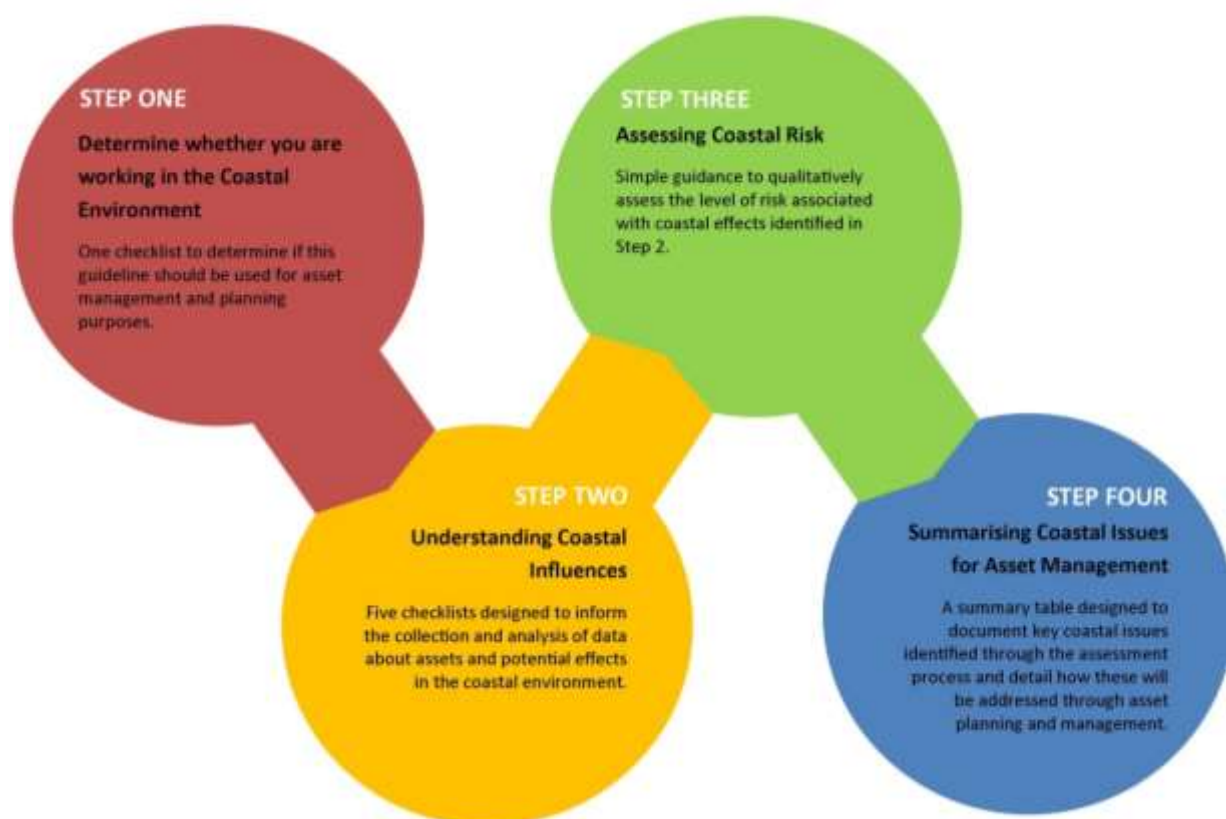 STEP ONE
Determine whether you are
working in the Coastal
Environment
One checklist to determine if this
guideline should be used for asset
management and planning
purposes.
STEP TWO
Understanding Coastal
Influences
Five checklists designed to inform
the collection and analysis of data
about assets and potential effects
in the coastal environment.
STEP THREE
Assessing Coastal Risk
Simple guidance to qualitatively
assess the level of risk associated
with coastal effects identified in
Step 2.
STEP FOUR
Summarising Coastal Issues
for Asset Management
A summary table designed to
document key coastal issues
identified through the assessment
process and detail how these will
be addressed through asset
planning and management.